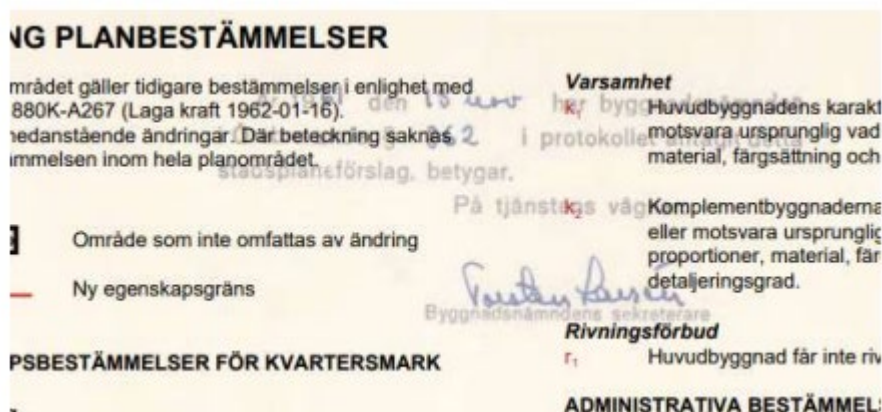 NG PLANBESTÄMMELSER
mrådet gäller tidigare bestämmelser i enlighet med
880K-A267 (Laga kraft 1962-01-16).
nedanstående ändringar. Där beteckning saknas
ämmelsen inom hela planområdet.
Område som inte omfattas av ändring
Ny egenskapsgräns
PSBESTÄMMELSER FÖR KVARTERSMARK
den 15 nov har byggnadsnämnden
i protokollet antagit detta
stadsplaneförslag, betygar.
På tjänstens vägnar
Byggnadsnämndens sekreterare
Varsamhet
k1 Huvudbyggnadens karakt
motsvara ursprunglig vad
material, färgsättning och
k2 Komplementbyggnaderna
eller motsvara ursprunglig
proportioner, material, fär
detaljeringsgrad.
Rivningsförbud
r1 Huvudbyggnad får inte riv
ADMINISTRATIVA BESTÄMMELS